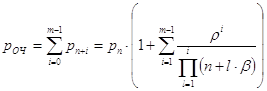 p_{ОЧ} = \sum_{i=0}^{m-1} p_{n+i} = p_n \cdot \left( 1 + \sum_{i=1}^{m-1} \frac{\rho^i}{\prod_{i=1}^{i} (n + l \cdot \beta)} \right)